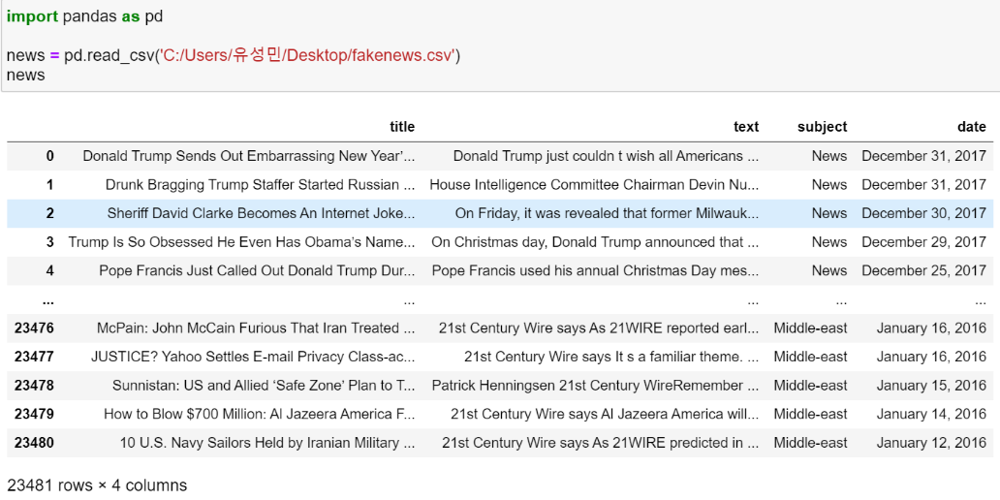 import pandas as pd
news = pd.read_csv('C:/Users/유성민/Desktop/fakenews.csv')
news
title text subject date
0 Donald Trump Sends Out Embarrassing New Year’... Donald Trump just couldn t wish all Americans ... News December 31, 2017
1 Drunk Bragging Trump Staffer Started Russian ... House Intelligence Committee Chairman Devin Nu... News December 31, 2017
2 Sheriff David Clarke Becomes An Internet Joke... On Friday, it was revealed that former Milwauk... News December 30, 2017
3 Trump Is So Obsessed He Even Has Obama’s Name... On Christmas day, Donald Trump announced that ... News December 29, 2017
4 Pope Francis Just Called Out Donald Trump Dur... Pope Francis used his annual Christmas Day mes... News December 25, 2017
... ... ... ... ...
23476 McPain: John McCain Furious That Iran Treated ... 21st Century Wire says As 21WIRE reported earl... Middle-east January 16, 2016
23477 JUSTICE? Yahoo Settles E-mail Privacy Class-ac... 21st Century Wire says It s a familiar theme. ... Middle-east January 16, 2016
23478 Sunnistan: US and Allied ‘Safe Zone’ Plan to T... Patrick Henningsen 21st Century WireRemember ... Middle-east January 15, 2016
23479 How to Blow $700 Million: Al Jazeera America F... 21st Century Wire says Al Jazeera America will... Middle-east January 14, 2016
23480 10 U.S. Navy Sailors Held by Iranian Military ... 21st Century Wire says As 21WIRE predicted in ... Middle-east January 12, 2016
23481 rows × 4 columns